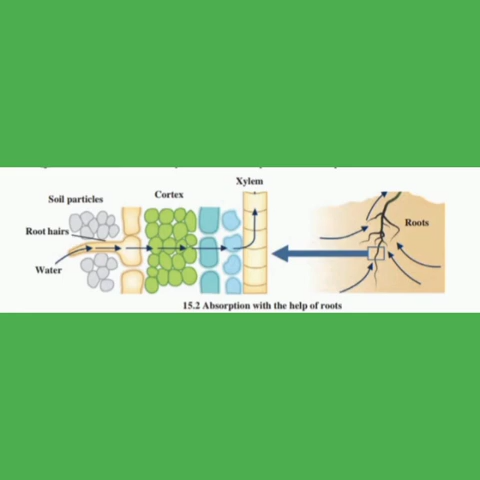 Xylem
Cortex
Soil particles
Root hairs
Roots
Water
15.2 Absorption with the help of roots